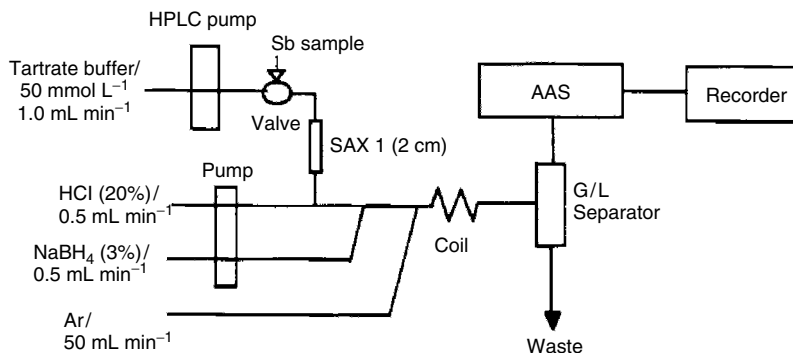 HPLC pump
Sb sample
Tartrate buffer/
50 mmol L⁻¹
1.0 mL min⁻¹
Valve
AAS
Recorder
SAX 1 (2 cm)
Pump
HCl (20%)/
0.5 mL min⁻¹
G/L
Separator
Coil
NaBH₄ (3%)/
0.5 mL min⁻¹
Ar/
50 mL min⁻¹
Waste